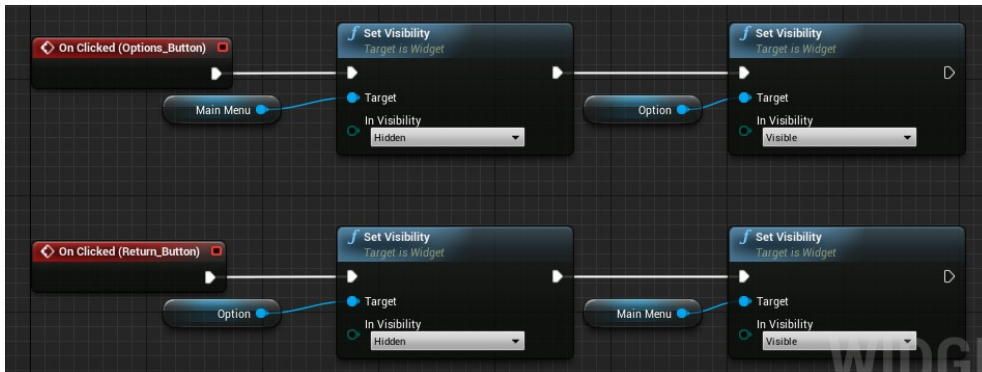 On Clicked (Options_Button)
Main Menu
f Set Visibility
Target is Widget
Target
In Visibility
Hidden
Option
f Set Visibility
Target is Widget
Target
In Visibility
Visible
On Clicked (Return_Button)
Option
f Set Visibility
Target is Widget
Target
In Visibility
Hidden
Main Menu
f Set Visibility
Target is Widget
Target
In Visibility
Visible